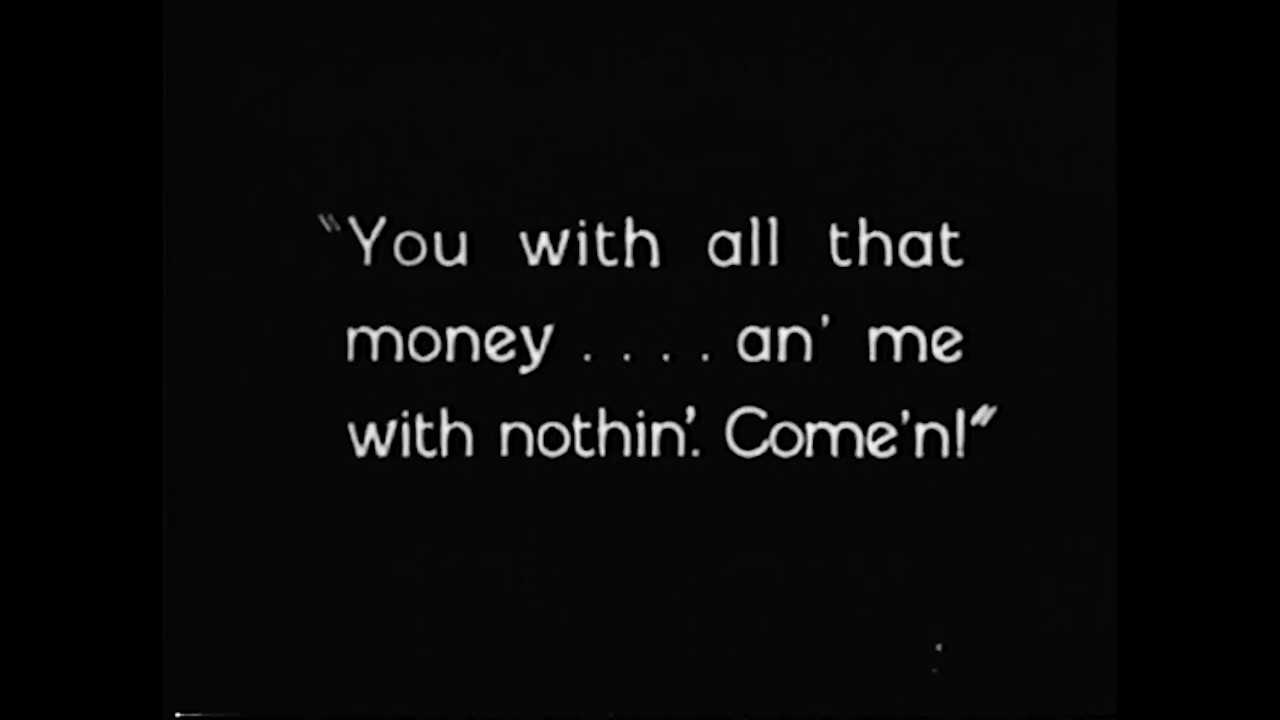 "You with all that
money .... an' me
with nothin'. Come'n!"